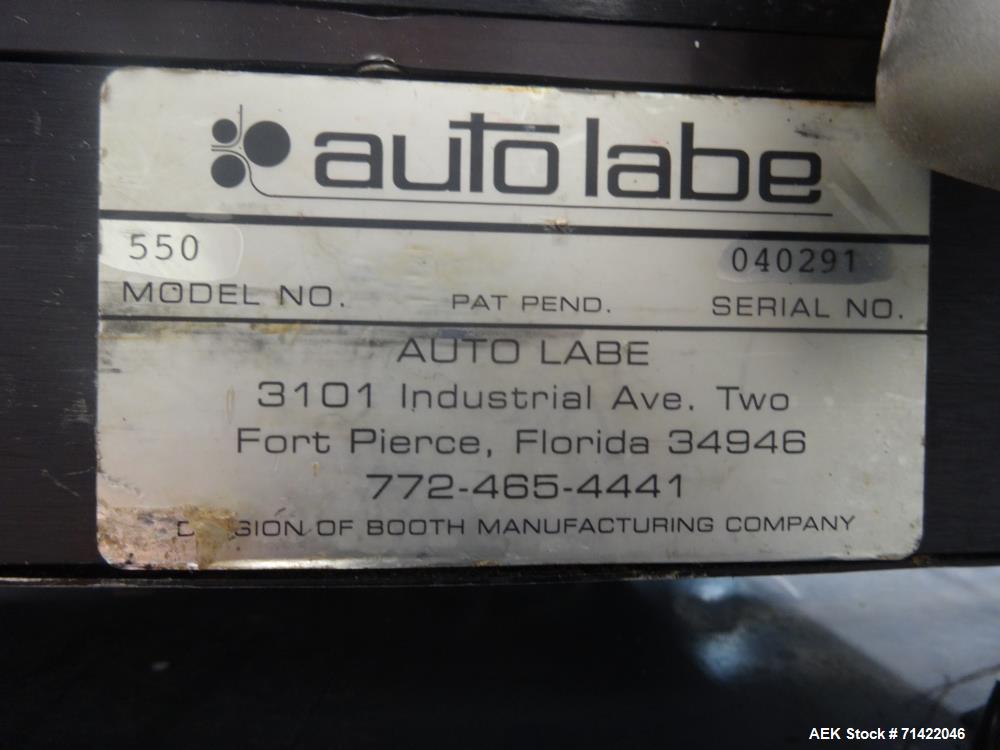 autō labe
550 040291
MODEL NO. PAT PEND. SERIAL NO.
AUTO LABE
3101 Industrial Ave. Two
Fort Pierce, Florida 34946
772-465-4441
OF BOOTH MANUFACTURING COMPANY
AEK Stock # 71422046